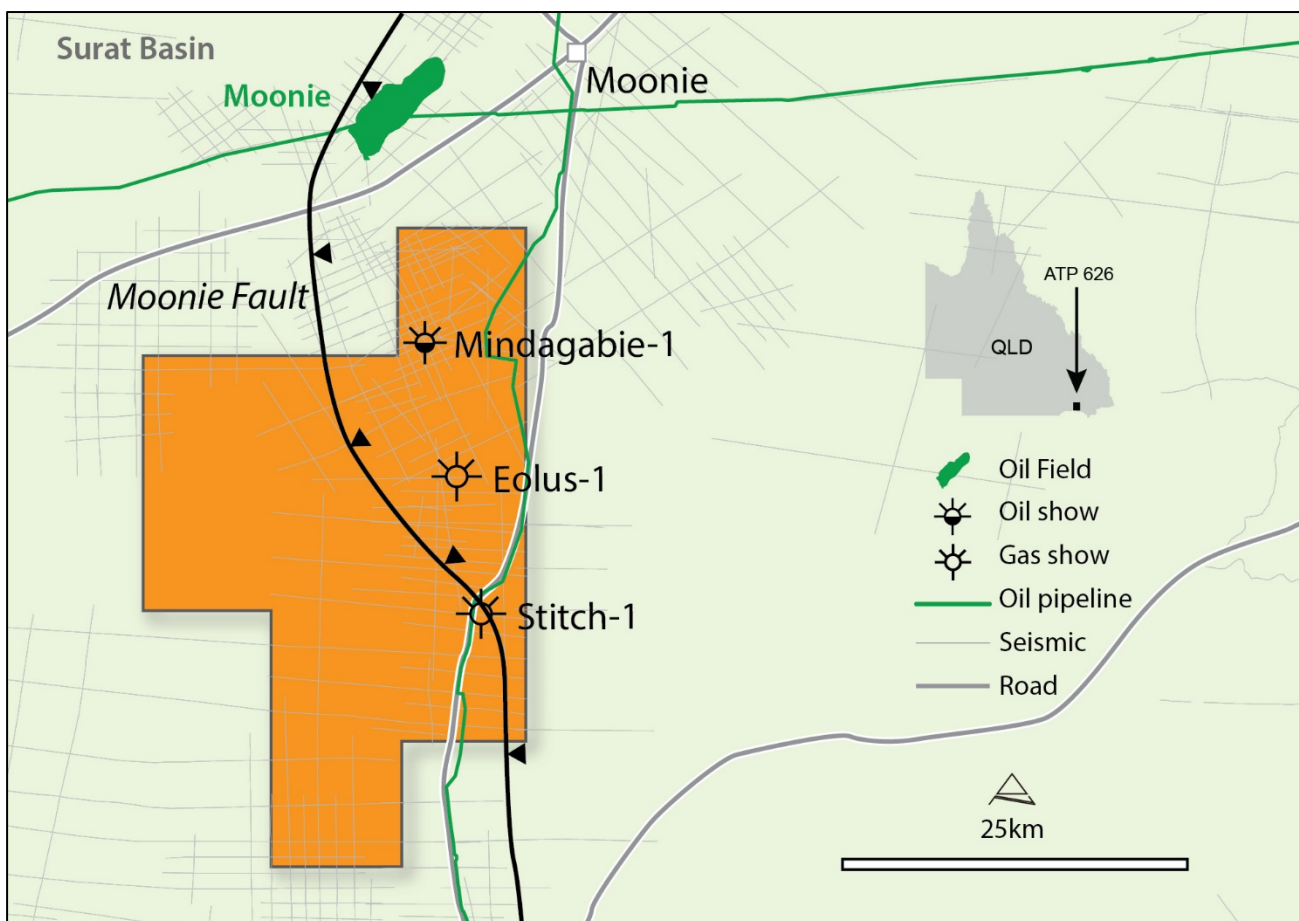 Surat Basin
Moonie
Moonie
Moonie Fault
Mindagabie-1
Eolus-1
Stitch-1
ATP 626
QLD
Oil Field
Oil show
Gas show
Oil pipeline
Seismic
Road
25km